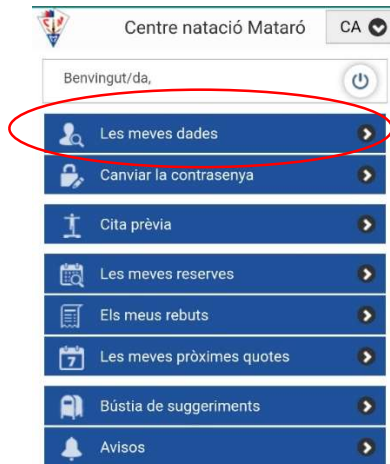 Centre natació Mataró
CA
Benvingut/da,
Les meves dades
Canviar la contrasenya
Cita prèvia
Les meves reserves
Els meus rebuts
7
Les meves pròximes quotes
Bústia de suggeriments
Avisos